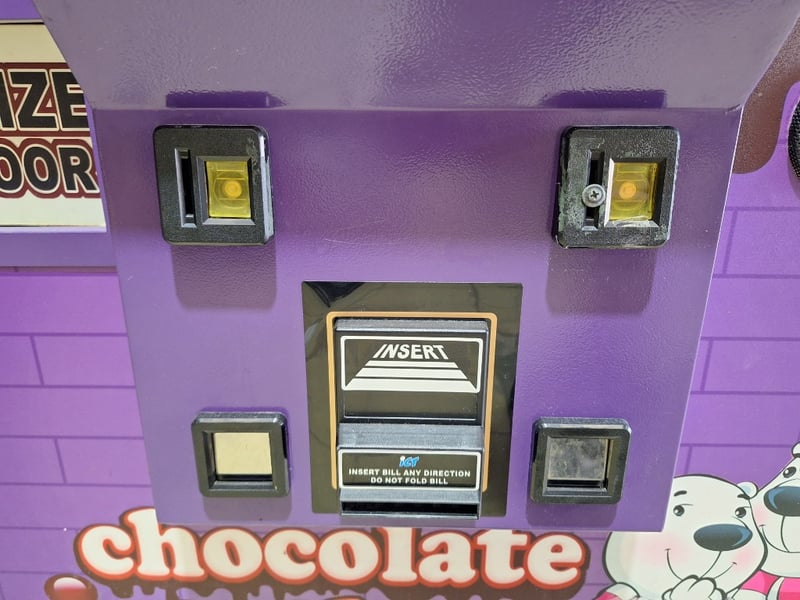 IZE
OOR
INSERT
ICT
INSERT BILL ANY DIRECTION
DO NOT FOLD BILL
chocolate